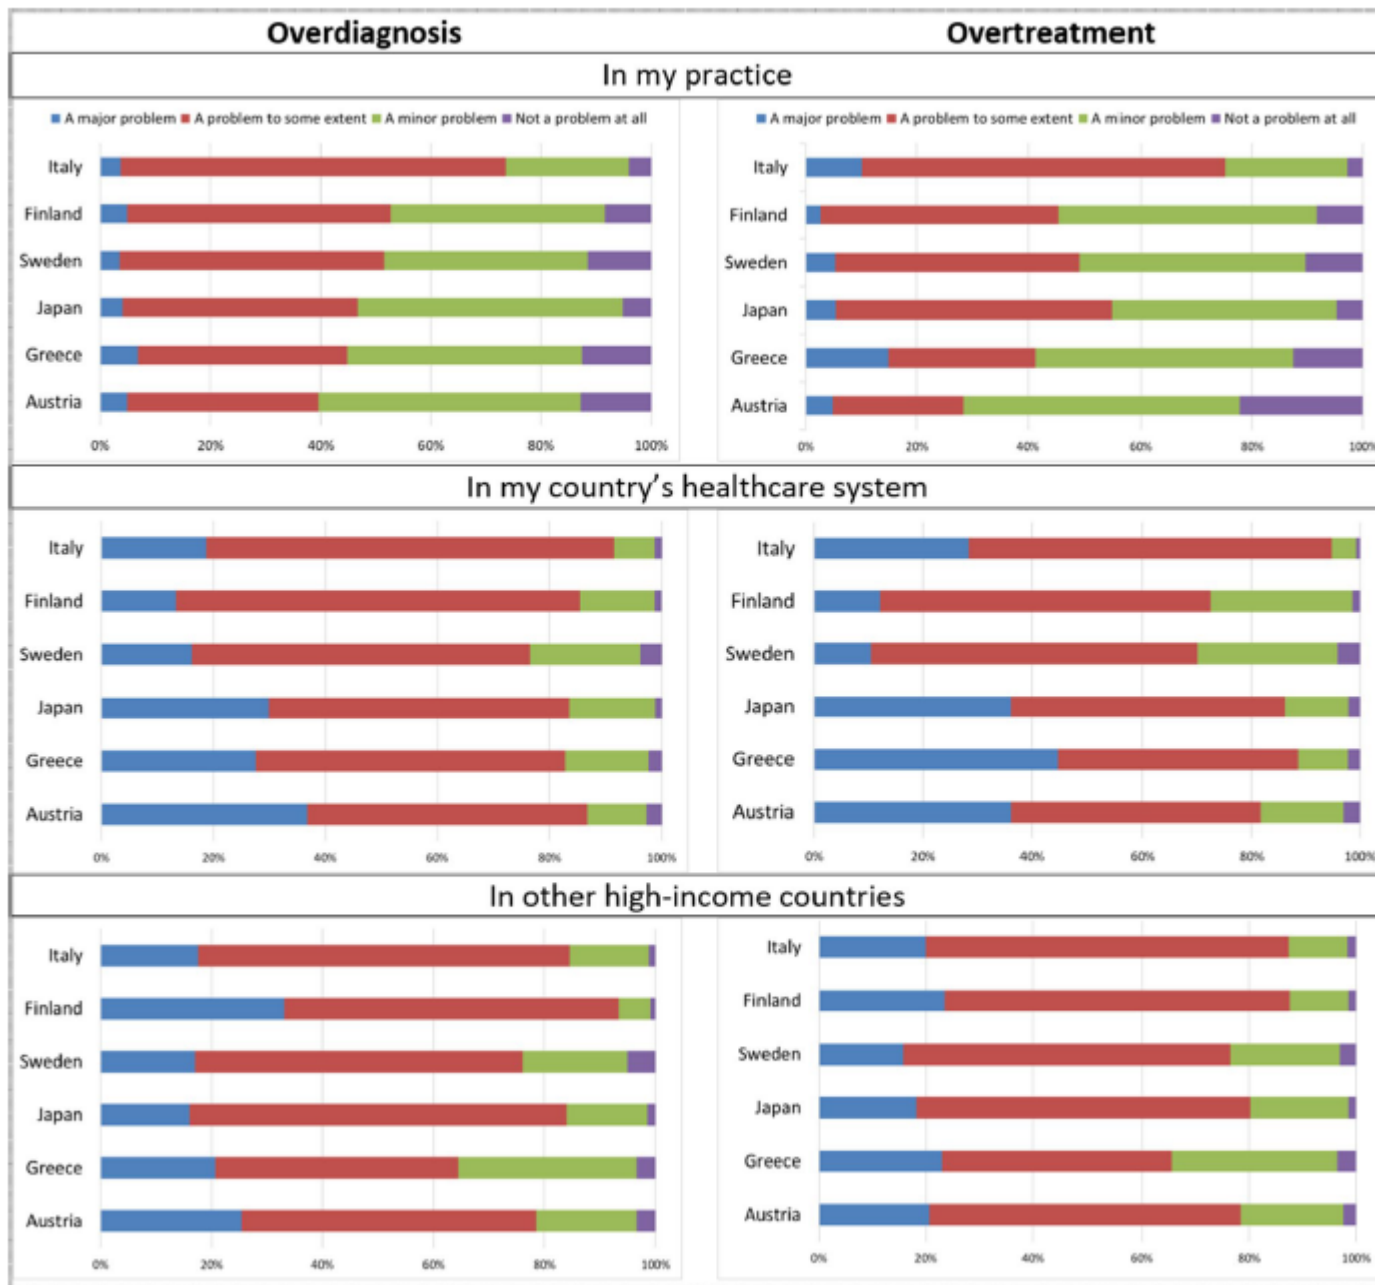 Overdiagnosis Overtreatment
In my practice
A major problem A problem to some extent A minor problem Not a problem at all
Italy
Finland
Sweden
Japan
Greece
Austria
0% 20% 40% 60% 80% 100%
A major problem A problem to some extent A minor problem Not a problem at all
Italy
Finland
Sweden
Japan
Greece
Austria
0% 20% 40% 60% 80% 100%
In my country's healthcare system
Italy
Finland
Sweden
Japan
Greece
Austria
0% 20% 40% 60% 80% 100%
Italy
Finland
Sweden
Japan
Greece
Austria
0% 20% 40% 60% 80% 100%
In other high-income countries
Italy
Finland
Sweden
Japan
Greece
Austria
0% 20% 40% 60% 80% 100%
Italy
Finland
Sweden
Japan
Greece
Austria
0% 20% 40% 60% 80% 100%